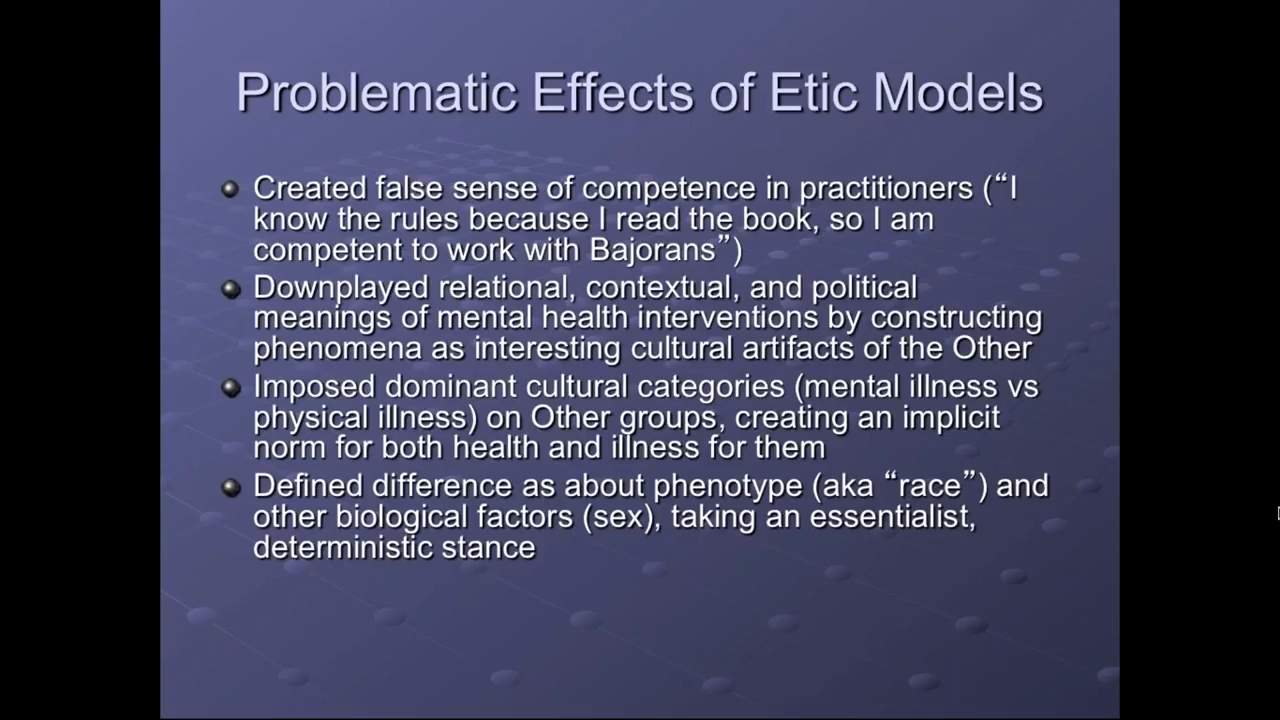 Problematic Effects of Etic Models
Created false sense of competence in practitioners (“I
know the rules because I read the book, so I am
competent to work with Bajorans”)
Downplayed relational, contextual, and political
meanings of mental health interventions by constructing
phenomena as interesting cultural artifacts of the Other
Imposed dominant cultural categories (mental illness vs
physical illness) on Other groups, creating an implicit
norm for both health and illness for them
Defined difference as about phenotype (aka “race”) and
other biological factors (sex), taking an essentialist,
deterministic stance